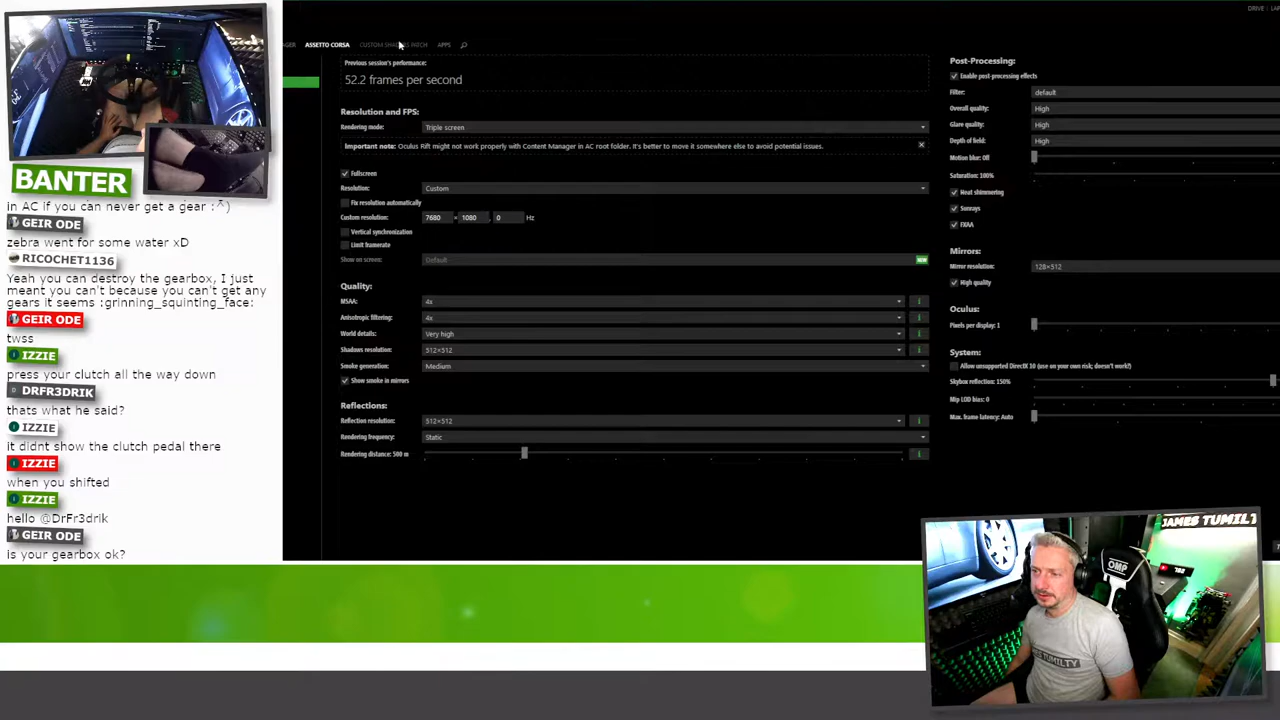 BANTER
in AC if you can never get a gear :^)
GEIR ODE
zebra went for some water xD
RICOCHET1136
Yeah you can destroy the gearbox, I just
meant you can't because you can't get any
gears it seems :grinning_squinting_face:
GEIR ODE
twss
IZZIE
press your clutch all the way down
DRFR3DRIK
thats what he said?
IZZIE
it didnt show the clutch pedal there
IZZIE
when you shifted
IZZIE
hello @DrFr3drik
GEIR ODE
is your gearbox ok?
AGER ASSETTO CORSA CUSTOM SHADERS PATCH APPS
DRIVE
Previous session's performance:
52.2 frames per second
Resolution and FPS:
Rendering mode: Triple screen
Important note: Oculus Rift might not work properly with Content Manager in AC root folder. It's better to move it somewhere else to avoid potential issues.
Fullscreen
Resolution: Custom
Fix resolution automatically
Custom resolution: 7680 × 1080, 0 Hz
Vertical synchronization
Limit framerate
Show on screen: Default NEW
Quality:
MSAA: 4x
Anisotropic filtering: 4x
World details: Very high
Shadows resolution: 512×512
Smoke generation: Medium
Show smoke in mirrors
Reflections:
Reflection resolution: 512×512
Rendering frequency: Static
Rendering distance: 500 m
Post-Processing:
Enable post-processing effects
Filter: default
Overall quality: High
Glare quality: High
Depth of field: High
Motion blur: Off
Saturation: 100%
Heat shimmering
Sunrays
FXAA
Mirrors:
Mirror resolution: 128×512
High quality
Oculus:
Pixels per display: 1
System:
Allow unsupported DirectX 10 (use on your own risk; doesn't work!)
Skybox reflection: 150%
Mip LOD bias: 0
Max. frame latency: Auto
JAMES TUMILT
OMP
782
JAMES TUMILTY